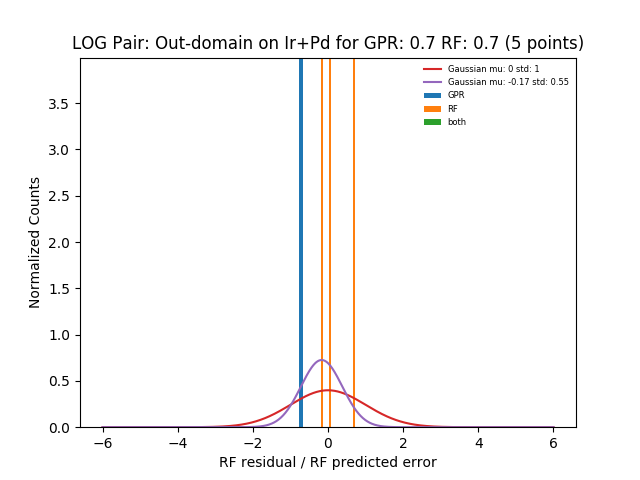 LOG Pair: Out-domain on Ir+Pd for GPR: 0.7 RF: 0.7 (5 points)
Gaussian mu: 0 std: 1
Gaussian mu: -0.17 std: 0.55
GPR
RF
both
Normalized Counts
3.5
3.0
2.5
2.0
1.5
1.0
0.5
0.0
−6
−4
−2
0
2
4
6
RF residual / RF predicted error